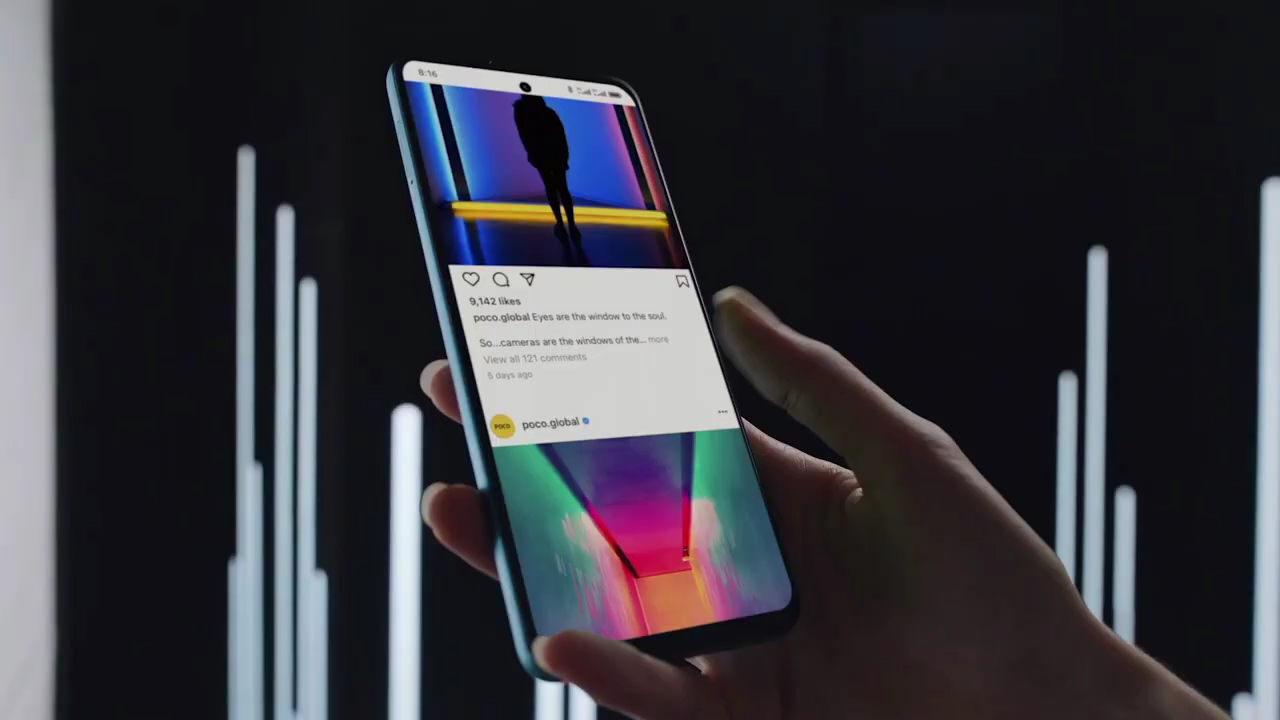 8:16
9,142 likes
poco.global Eyes are the window to the soul.
So...cameras are the windows of the... more
View all 121 comments
5 days ago
POCO
poco.global